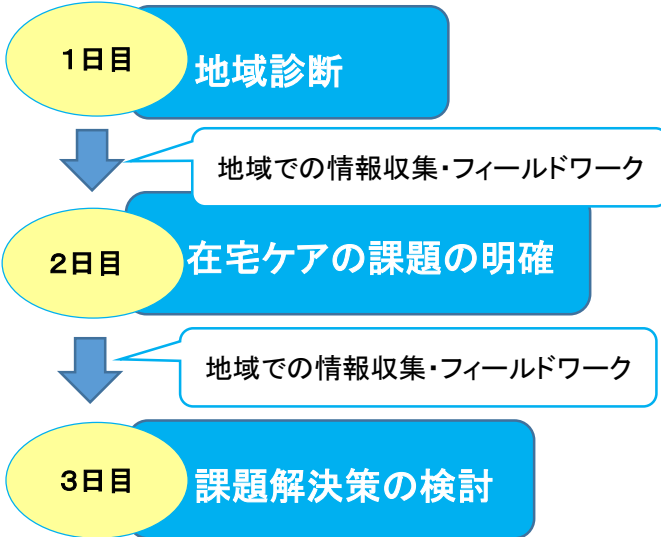 1日目
地域診断
地域での情報収集・フィールドワーク
2日目
在宅ケアの課題の明確
地域での情報収集・フィールドワーク
3日目
課題解決策の検討